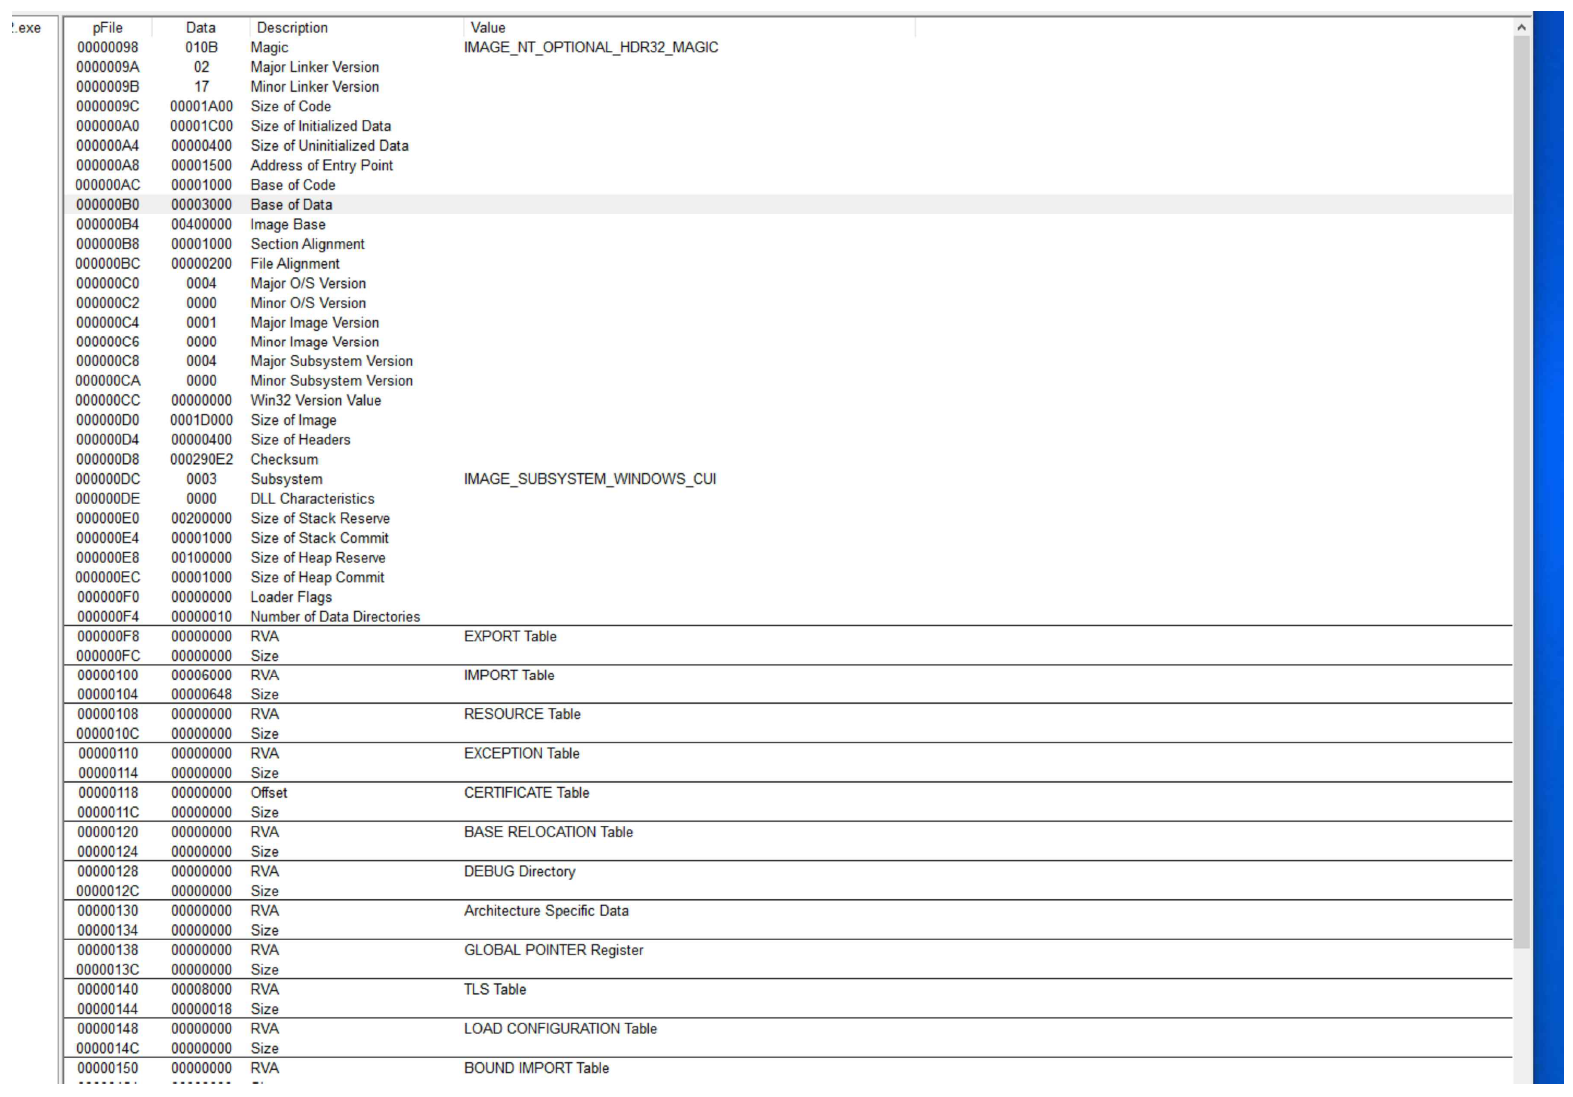 .exe pFile Data Description Value
00000098 010B Magic IMAGE_NT_OPTIONAL_HDR32_MAGIC
0000009A 02 Major Linker Version
0000009B 17 Minor Linker Version
0000009C 00001A00 Size of Code
000000A0 00001C00 Size of Initialized Data
000000A4 00000400 Size of Uninitialized Data
000000A8 00001500 Address of Entry Point
000000AC 00001000 Base of Code
000000B0 00003000 Base of Data
000000B4 00400000 Image Base
000000B8 00001000 Section Alignment
000000BC 00000200 File Alignment
000000C0 0004 Major O/S Version
000000C2 0000 Minor O/S Version
000000C4 0001 Major Image Version
000000C6 0000 Minor Image Version
000000C8 0004 Major Subsystem Version
000000CA 0000 Minor Subsystem Version
000000CC 00000000 Win32 Version Value
000000D0 0001D000 Size of Image
000000D4 00000400 Size of Headers
000000D8 000290E2 Checksum
000000DC 0003 Subsystem IMAGE_SUBSYSTEM_WINDOWS_CUI
000000DE 0000 DLL Characteristics
000000E0 00200000 Size of Stack Reserve
000000E4 00001000 Size of Stack Commit
000000E8 00100000 Size of Heap Reserve
000000EC 00001000 Size of Heap Commit
000000F0 00000000 Loader Flags
000000F4 00000010 Number of Data Directories
000000F8 00000000 RVA EXPORT Table
000000FC 00000000 Size
00000100 00006000 RVA IMPORT Table
00000104 00000648 Size
00000108 00000000 RVA RESOURCE Table
0000010C 00000000 Size
00000110 00000000 RVA EXCEPTION Table
00000114 00000000 Size
00000118 00000000 Offset CERTIFICATE Table
0000011C 00000000 Size
00000120 00000000 RVA BASE RELOCATION Table
00000124 00000000 Size
00000128 00000000 RVA DEBUG Directory
0000012C 00000000 Size
00000130 00000000 RVA Architecture Specific Data
00000134 00000000 Size
00000138 00000000 RVA GLOBAL POINTER Register
0000013C 00000000 Size
00000140 00008000 RVA TLS Table
00000144 00000018 Size
00000148 00000000 RVA LOAD CONFIGURATION Table
0000014C 00000000 Size
00000150 00000000 RVA BOUND IMPORT Table